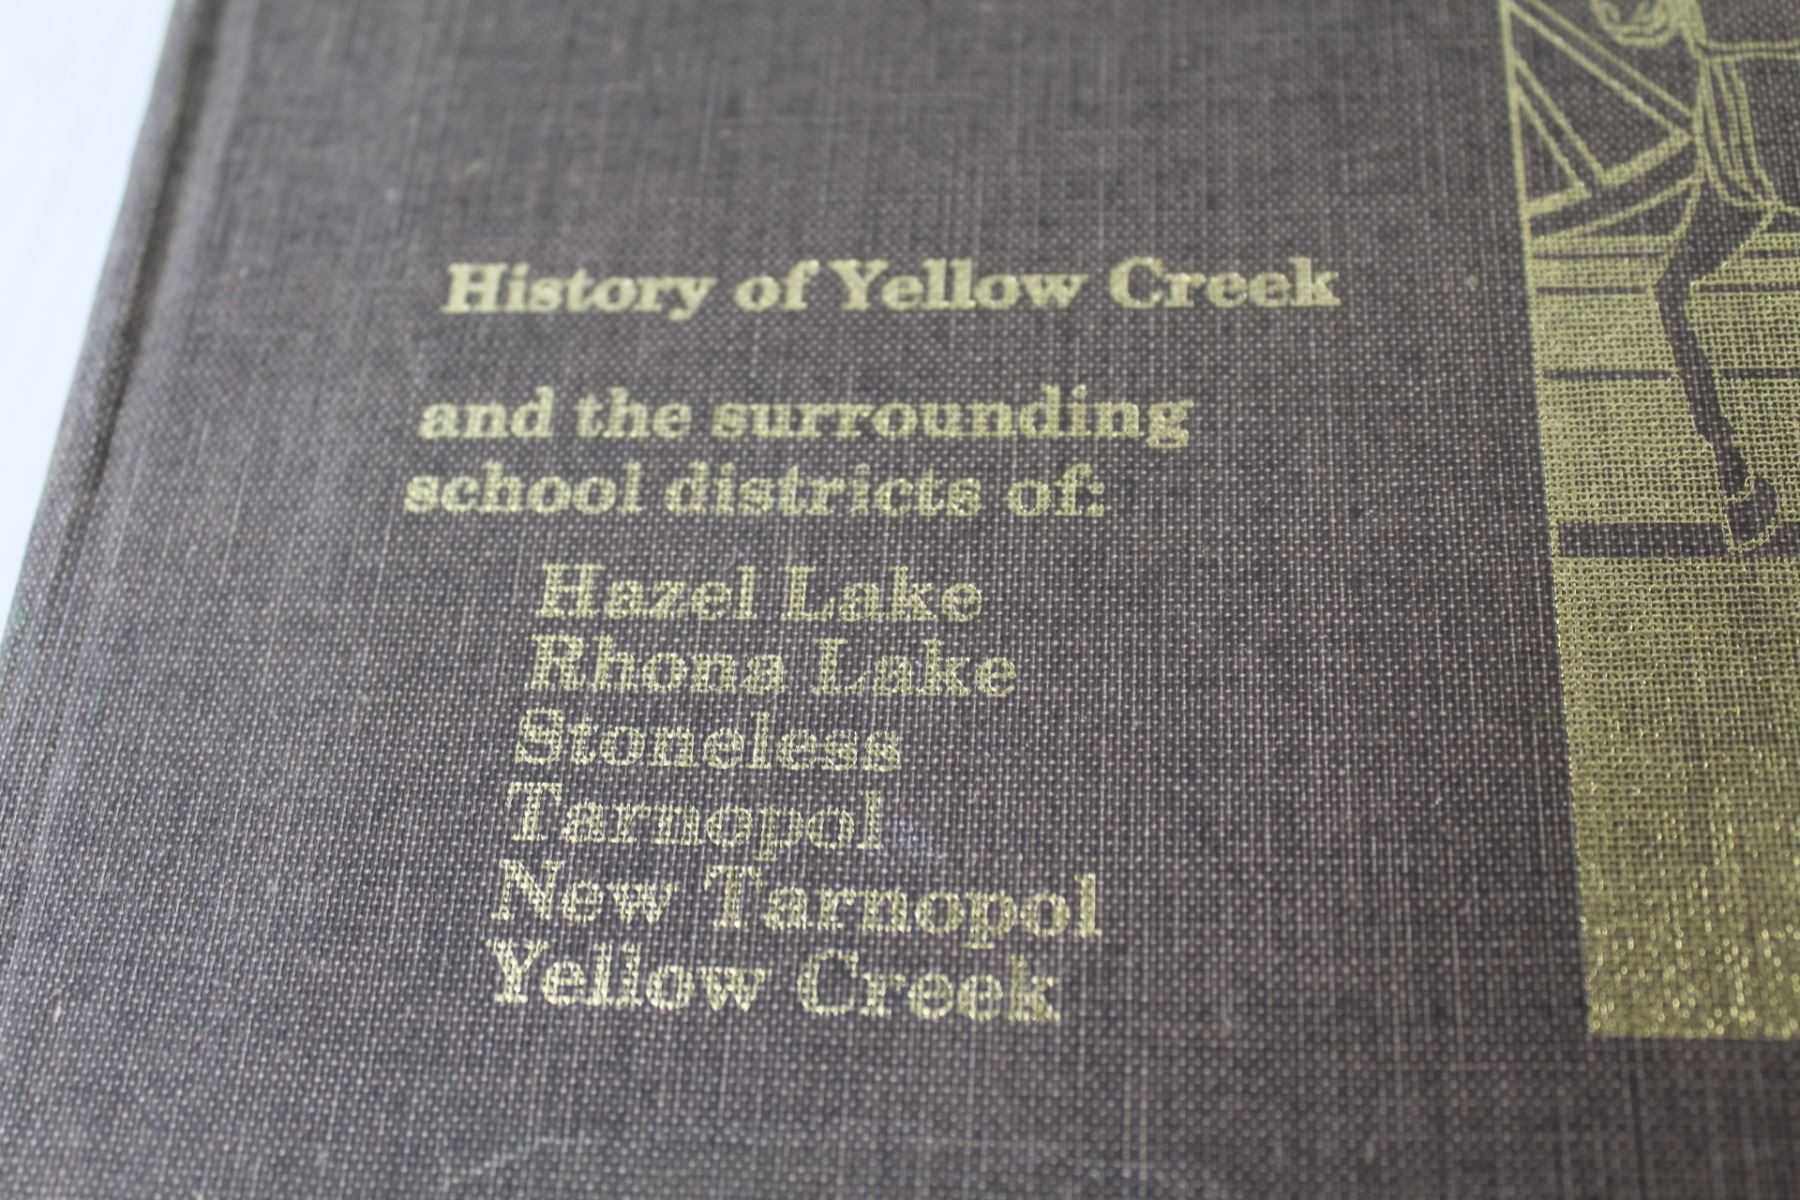 History of Yellow Creek
and the surrounding
school districts of:
Hazel Lake
Rhona Lake
Stoneless
Tarnopol
New Tarnopol
Yellow Creek